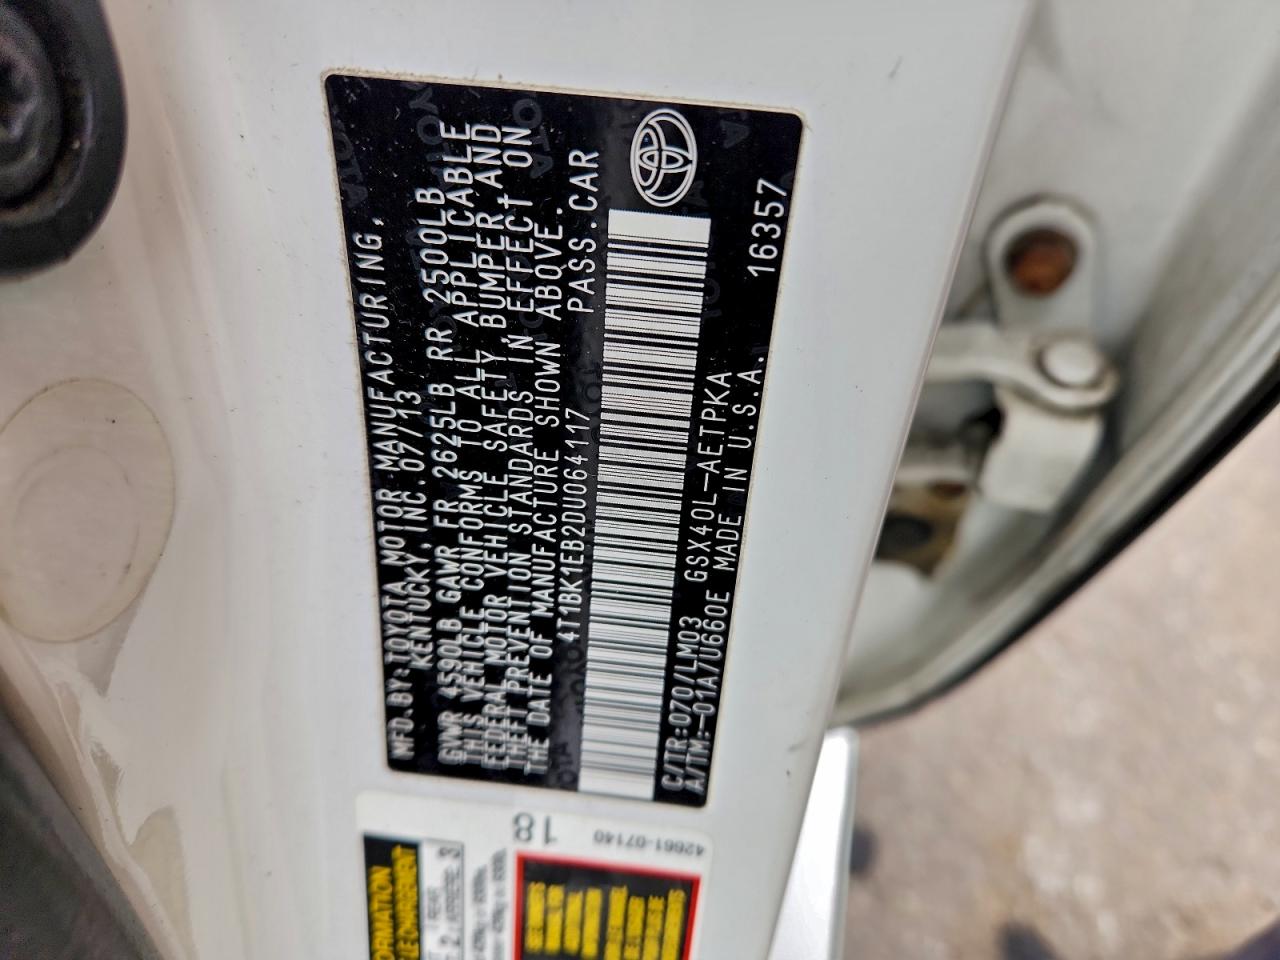 MFD.BY:TOYOTA MOTOR MANUFACTURING,
KENTUCKY, INC. 07/13
GVWR 4590LB GAWR FR 2625LB RR 2500LB
THIS VEHICLE CONFORMS TO ALL APPLICABLE
FEDERAL MOTOR VEHICLE SAFETY, BUMPER, AND
THEFT PREVENTION STANDARDS IN EFFECT ON
THE DATE OF MANUFACTURE SHOWN ABOVE.
4T1BK1EB2DU064117 PASS.CAR
C/TR:070/LM03 GSX40L-AETPKA
A/TM:-01A/U660E MADE IN U.S.A. 16357
18
42661-07140